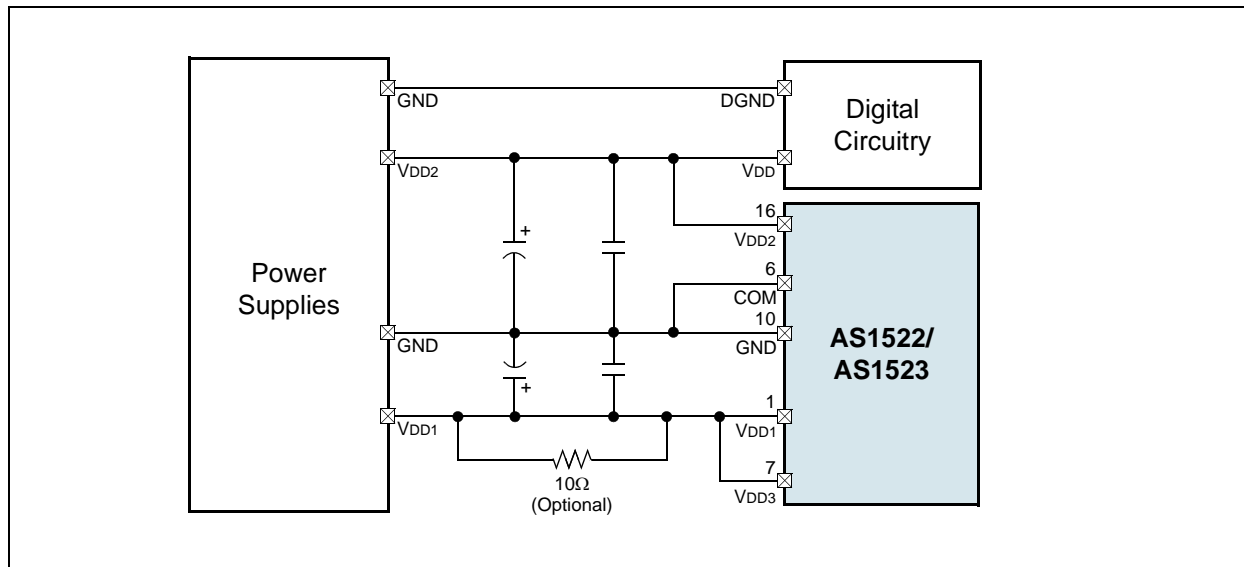 Power
Supplies
GND
VDD2
GND
VDD1
+
+
10Ω
(Optional)
DGND
VDD
Digital
Circuitry
16
VDD2
6
COM
10
GND
1
VDD1
7
VDD3
AS1522/
AS1523